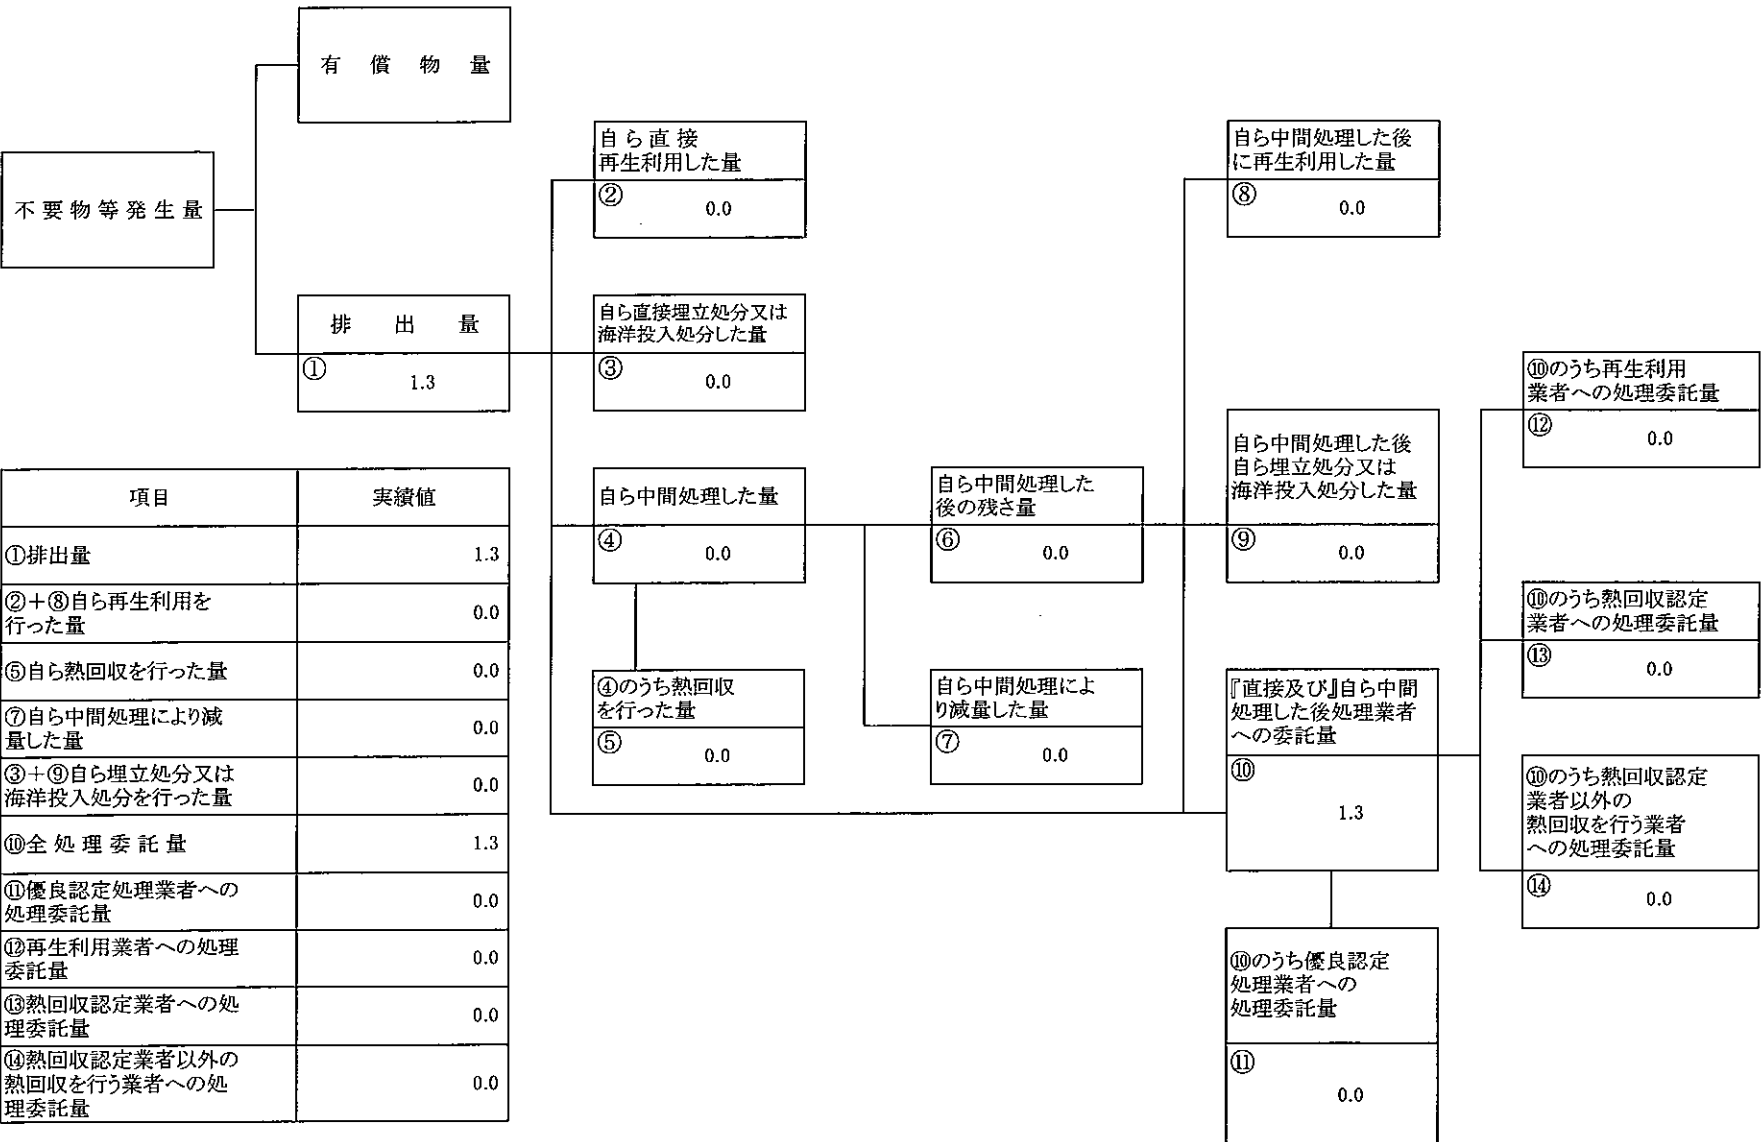 有償物量
不要物等発生量
排出量
①
1.3
自ら直接
再生利用した量
②
0.0
自ら直接埋立処分又は
海洋投入処分した量
③
0.0
自ら中間処理した量
④
0.0
④のうち熱回収
を行った量
⑤
0.0
自ら中間処理した
後の残さ量
⑥
0.0
自ら中間処理によ
り減量した量
⑦
0.0
自ら中間処理した後
に再生利用した量
⑧
0.0
自ら中間処理した後
自ら埋立処分又は
海洋投入処分した量
⑨
0.0
『直接及び』自ら中間
処理した後処理業者
への委託量
⑩
1.3
⑩のうち優良認定
処理業者への
処理委託量
⑪
0.0
⑩のうち再生利用
業者への処理委託量
⑫
0.0
⑩のうち熱回収認定
業者への処理委託量
⑬
0.0
⑩のうち熱回収認定
業者以外の
熱回収を行う業者
への処理委託量
⑭
0.0
項目 実績値
①排出量 1.3
②+⑧自ら再生利用を
行った量 0.0
⑤自ら熱回収を行った量 0.0
⑦自ら中間処理により減
量した量 0.0
③+⑨自ら埋立処分又は
海洋投入処分を行った量 0.0
⑩全処理委託量 1.3
⑪優良認定処理業者への
処理委託量 0.0
⑫再生利用業者への処理
委託量 0.0
⑬熱回収認定業者への処
理委託量 0.0
⑭熱回収認定業者以外の
熱回収を行う業者への処
理委託量 0.0